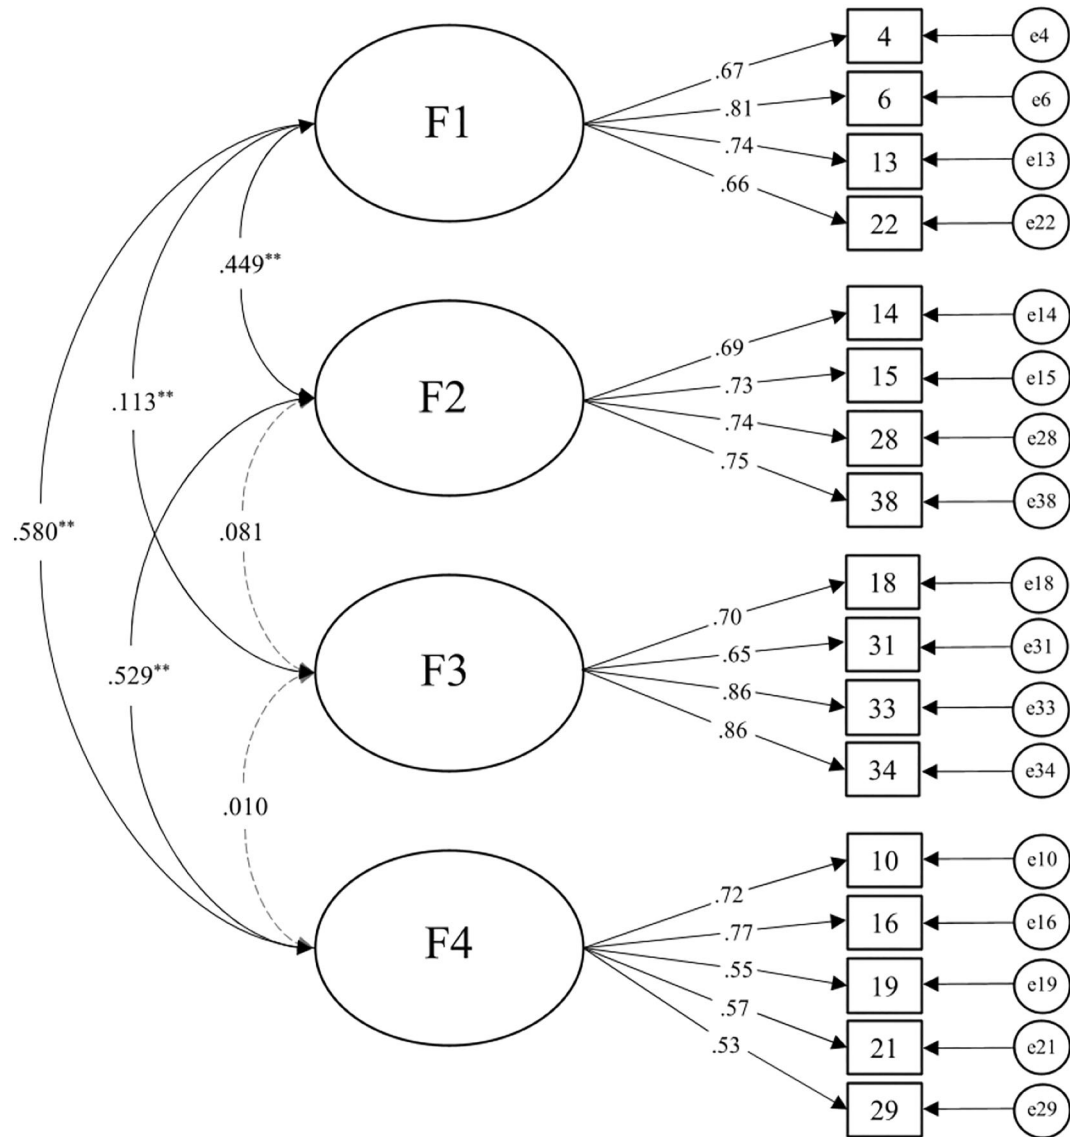 F1
.67
.81
.74
.66
4
6
13
22
e4
e6
e13
e22
.449**
F2
.69
.73
.74
.75
14
15
28
38
e14
e15
e28
e38
.113**
.580**
.081
.529**
F3
.70
.65
.86
.86
18
31
33
34
e18
e31
e33
e34
.010
F4
.72
.77
.55
.57
.53
10
16
19
21
29
e10
e16
e19
e21
e29